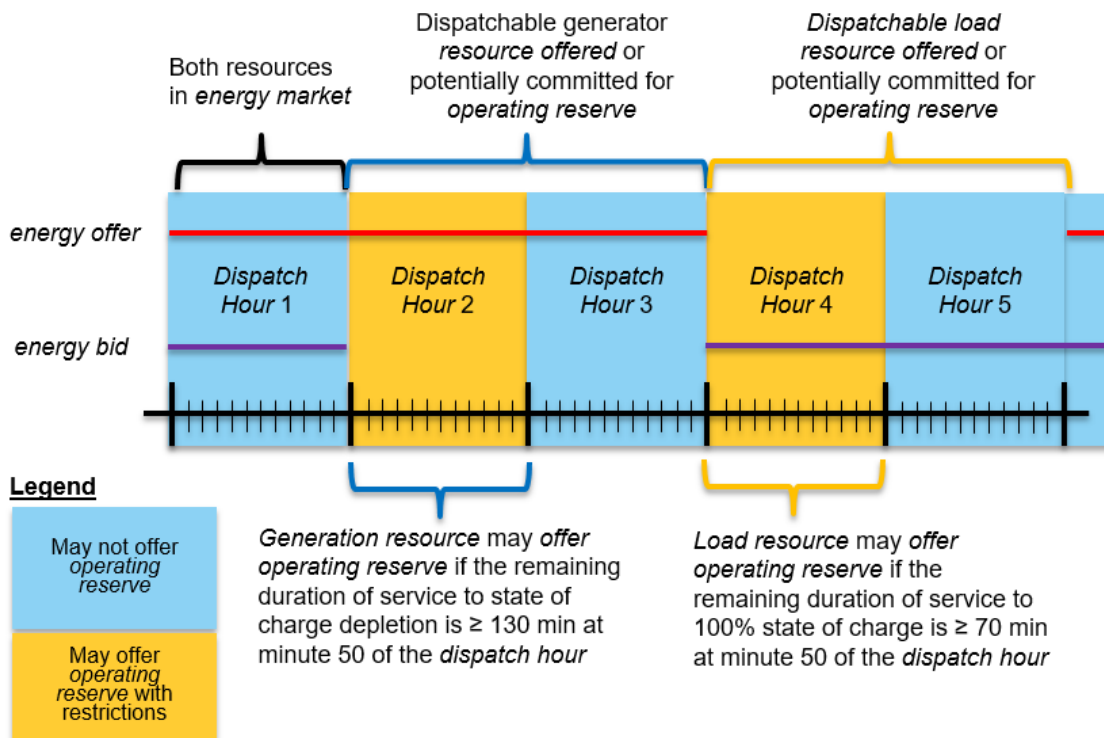 Both resources
in energy market
Dispatchable generator
resource offered or
potentially committed for
operating reserve
Dispatchable load
resource offered or
potentially committed for
operating reserve
energy offer
Dispatch
Hour 1
Dispatch
Hour 2
Dispatch
Hour 3
Dispatch
Hour 4
Dispatch
Hour 5
energy bid
Legend
May not offer
operating
reserve
May offer
operating
reserve with
restrictions
Generation resource may offer
operating reserve if the remaining
duration of service to state of
charge depletion is ≥ 130 min at
minute 50 of the dispatch hour
Load resource may offer
operating reserve if the
remaining duration of service to
100% state of charge is ≥ 70 min
at minute 50 of the dispatch hour